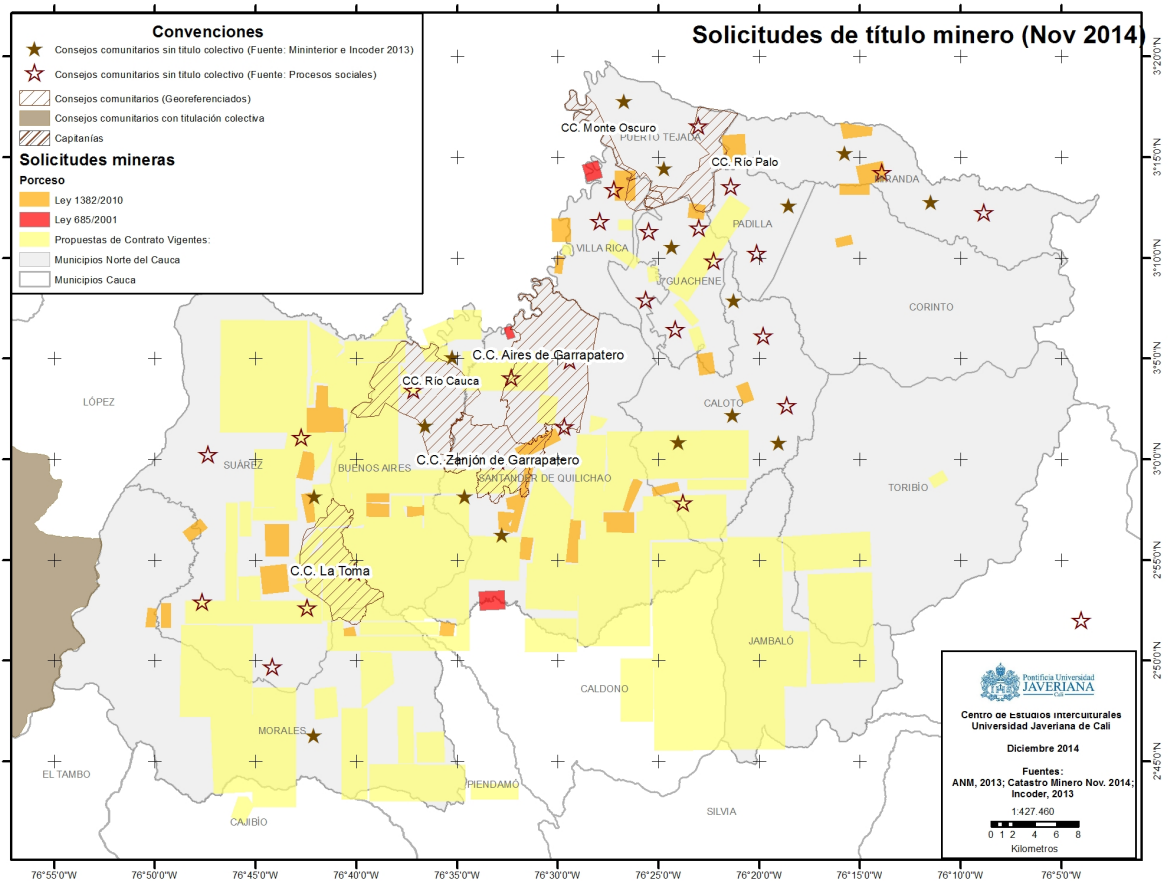 Solicitudes de título minero (Nov 2014)
Convenciones
Consejos comunitarios sin titulo colectivo (Fuente: Mininterior e Incoder 2013)
Consejos comunitarios sin titulo colectivo (Fuente: Procesos sociales)
Consejos comunitarios (Georeferenciados)
Consejos comunitarios con titulación colectiva
Capitanías
Solicitudes mineras
Porceso
Ley 1382/2010
Ley 685/2001
Propuestas de Contrato Vigentes:
Municipios Norte del Cauca
Municipios Cauca
CC. Monte Oscuro
PUERTO TEJADA
CC. Río Palo
MIRANDA
PADILLA
VILLA RICA
GUACHENE
CORINTO
C.C. Aires de Garrapatero
CC. Río Cauca
LÓPEZ
CALOTO
SUÁREZ
BUENOS AIRES
C.C. Zanjón de Garrapatero
SANTANDER DE QUILICHAO
TORIBÍO
C.C. La Toma
JAMBALÓ
CALDONO
MORALES
EL TAMBO
PIENDAMÓ
SILVIA
CAJIBÍO
3°20'0"N
3°15'0"N
3°10'0"N
3°5'0"N
3°0'0"N
2°55'0"N
2°50'0"N
2°45'0"N
Pontificia Universidad
JAVERIANA
Cali
Centro de Estudios Interculturales
Universidad Javeriana de Cali
Diciembre 2014
Fuentes:
ANM, 2013; Catastro Minero Nov. 2014;
Incoder, 2013
1:427.460
0 1 2 4 6 8
Kilometros
76°55'0"W 76°50'0"W 76°45'0"W 76°40'0"W 76°35'0"W 76°30'0"W 76°25'0"W 76°20'0"W 76°15'0"W 76°10'0"W 76°5'0"W